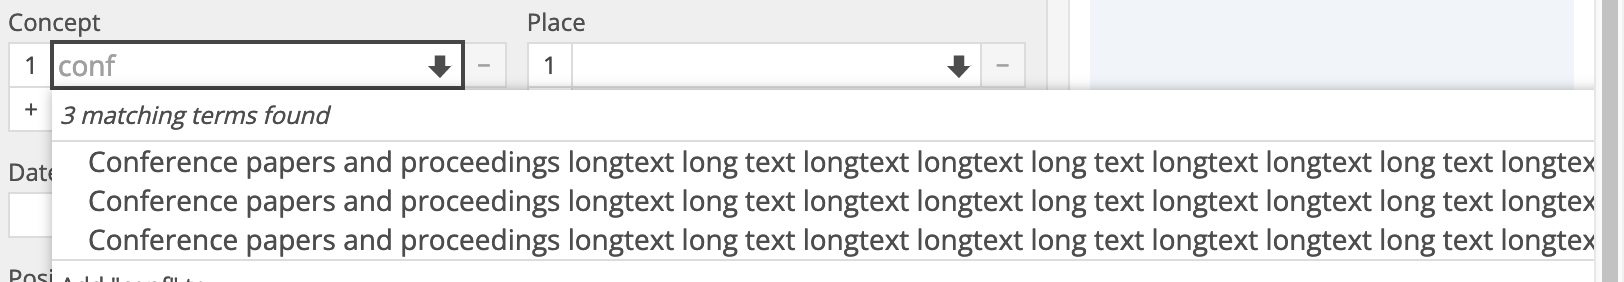 Concept Place
1 conf − 1 −
+ 3 matching terms found
Conference papers and proceedings longtext long text longtext longtext long text longtext longtext long text longtex
Date Conference papers and proceedings longtext long text longtext longtext long text longtext longtext long text longtex
Conference papers and proceedings longtext long text longtext longtext long text longtext longtext long text longtex
Posi Add "conf" to